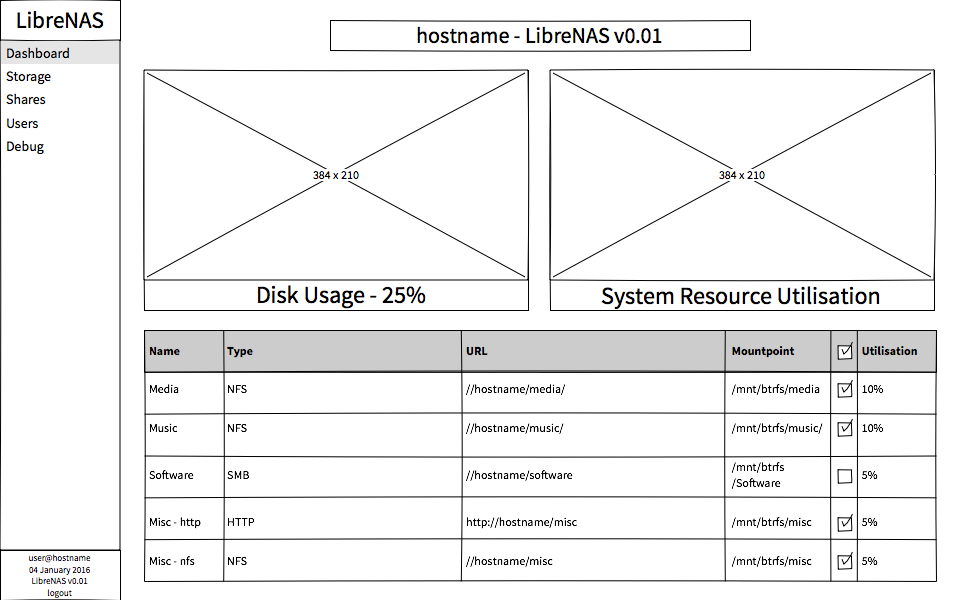 LibreNAS
Dashboard
Storage
Shares
Users
Debug
user@hostname
04 January 2016
LibreNAS v0.01
logout
hostname - LibreNAS v0.01
384 x 210
Disk Usage - 25%
384 x 210
System Resource Utilisation
Name Type URL Mountpoint Utilisation
Media NFS //hostname/media/ /mnt/btrfs/media 10%
Music NFS //hostname/music/ /mnt/btrfs/music/ 10%
Software SMB //hostname/software /mnt/btrfs
/Software 5%
Misc - http HTTP http://hostname/misc /mnt/btrfs/misc 5%
Misc - nfs NFS //hostname/misc /mnt/btrfs/misc 5%